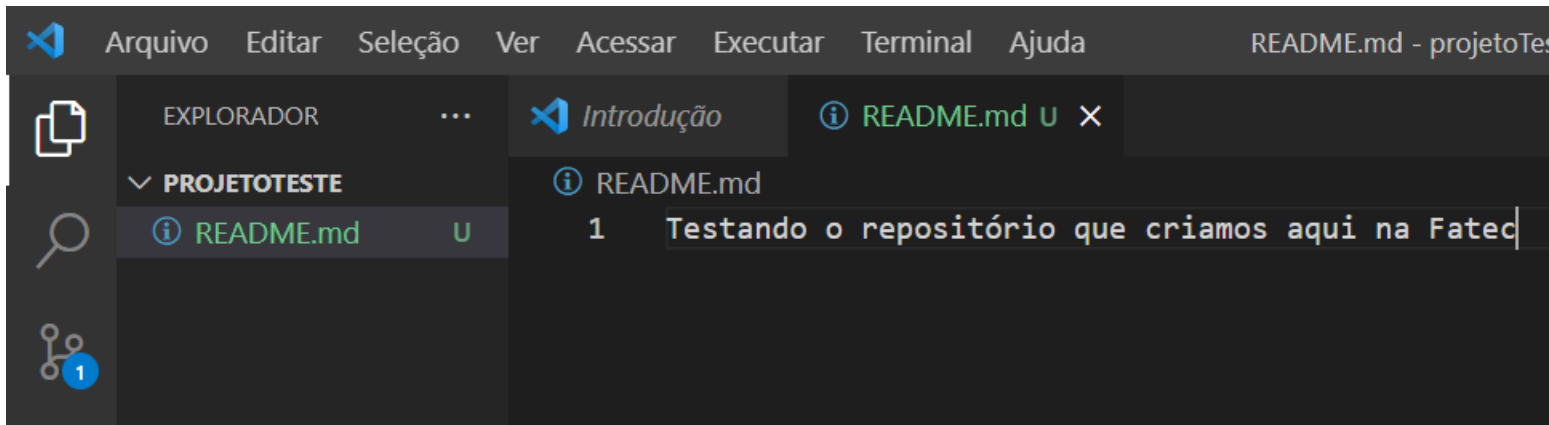 Arquivo Editar Seleção Ver Acessar Executar Terminal Ajuda README.md - projetoTes
EXPLORADOR ... Introdução README.md U
PROJETOTESTE README.md
README.md U 1 Testando o repositório que criamos aqui na Fatec
1